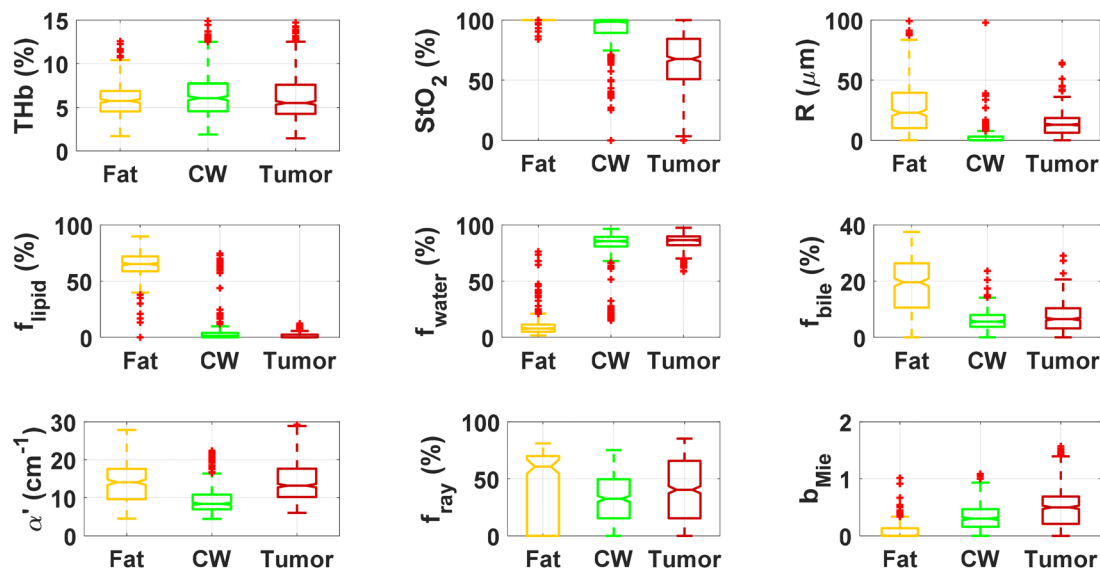 THb (%)
15
10
5
0
Fat CW Tumor
StO2 (%)
100
50
0
Fat CW Tumor
R (μm)
100
50
0
Fat CW Tumor
flipid (%)
100
50
0
Fat CW Tumor
fwater (%)
100
50
0
Fat CW Tumor
fbile (%)
40
20
0
Fat CW Tumor
α' (cm-1)
30
20
10
0
Fat CW Tumor
fray (%)
100
50
0
Fat CW Tumor
bMie
2
1
0
Fat CW Tumor